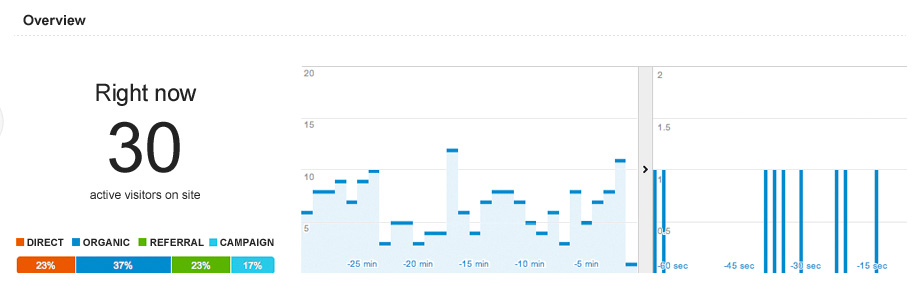 Overview
Right now
30
active visitors on site
DIRECT ORGANIC REFERRAL CAMPAIGN
23% 37% 23% 17%
20
15
10
5
-25 min -20 min -15 min -10 min -5 min
2
1.5
1
0.5
-60 sec -45 sec -30 sec -15 sec